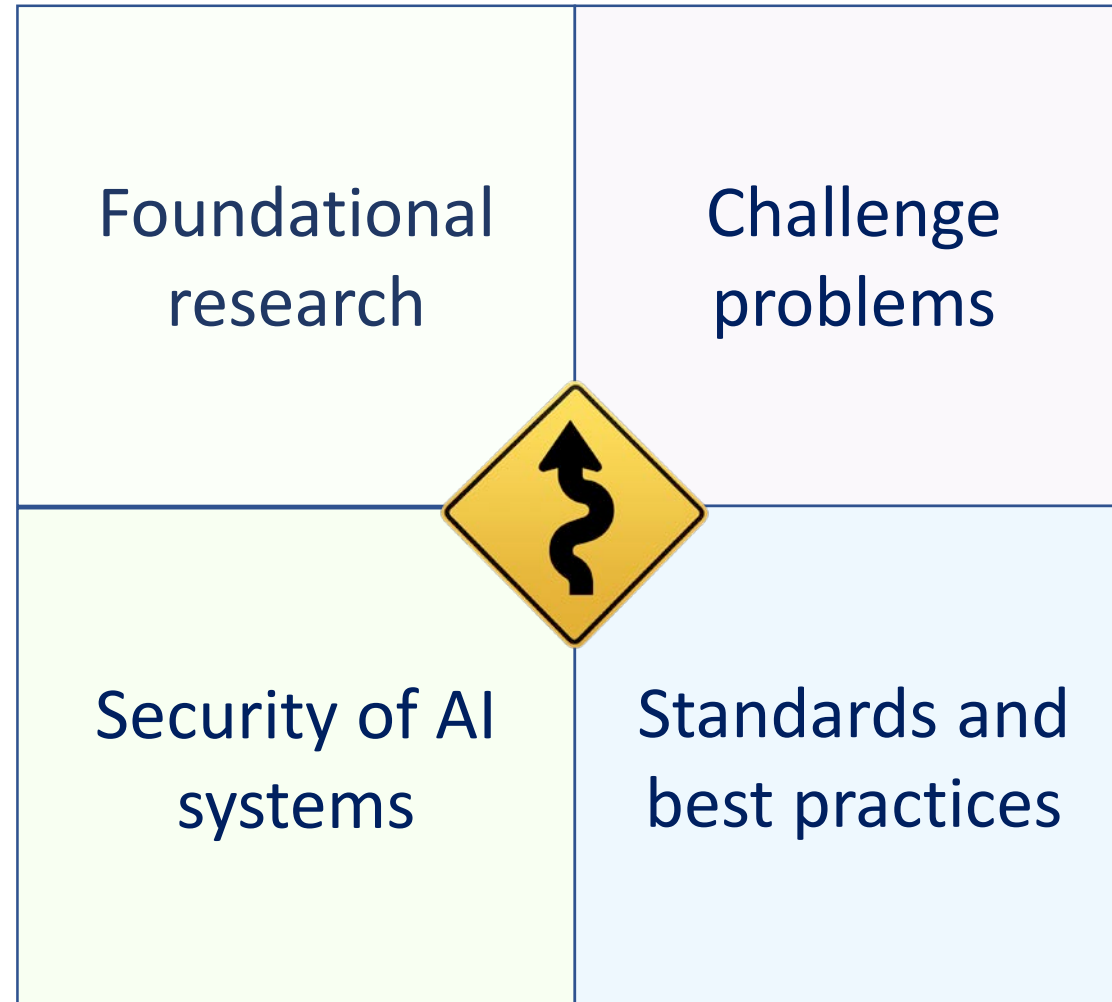 Foundational
research
Challenge
problems
Security of AI
systems
Standards and
best practices